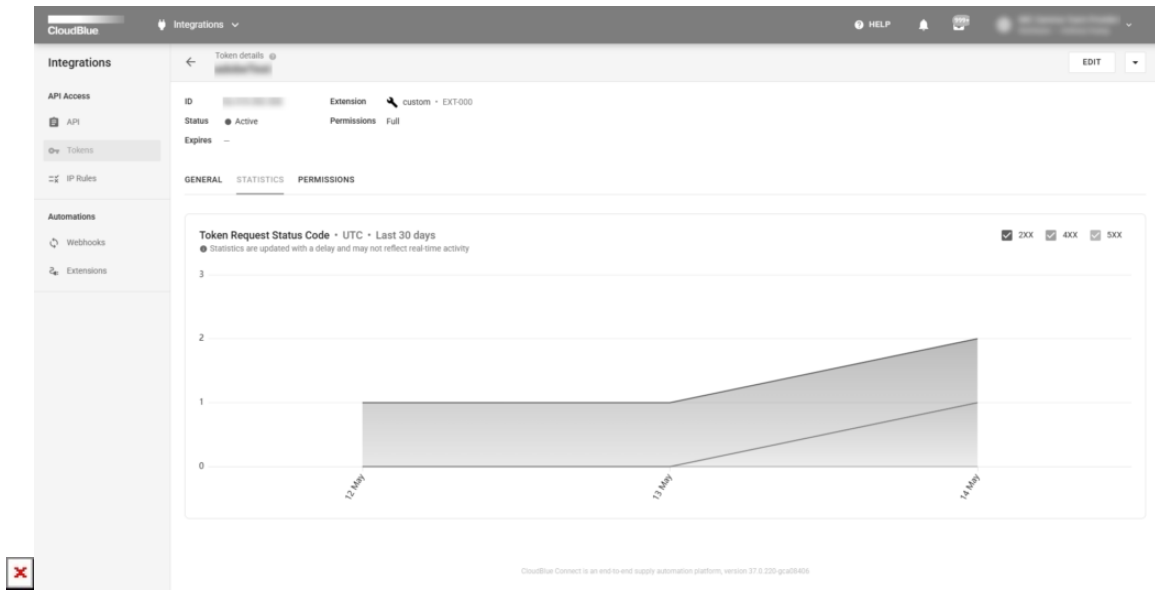 CloudBlue
Integrations
HELP
Integrations
Token details
EDIT
API Access
API
Tokens
IP Rules
Automations
Webhooks
Extensions
ID
Extension custom • EXT-000
Status Active
Permissions Full
Expires –
GENERAL STATISTICS PERMISSIONS
Token Request Status Code • UTC • Last 30 days
Statistics are updated with a delay and may not reflect real-time activity
2XX 4XX 5XX
3
2
1
0
12 May
13 May
14 May
CloudBlue Connect is an end-to-end supply automation platform, version 37.0.220-gca08406